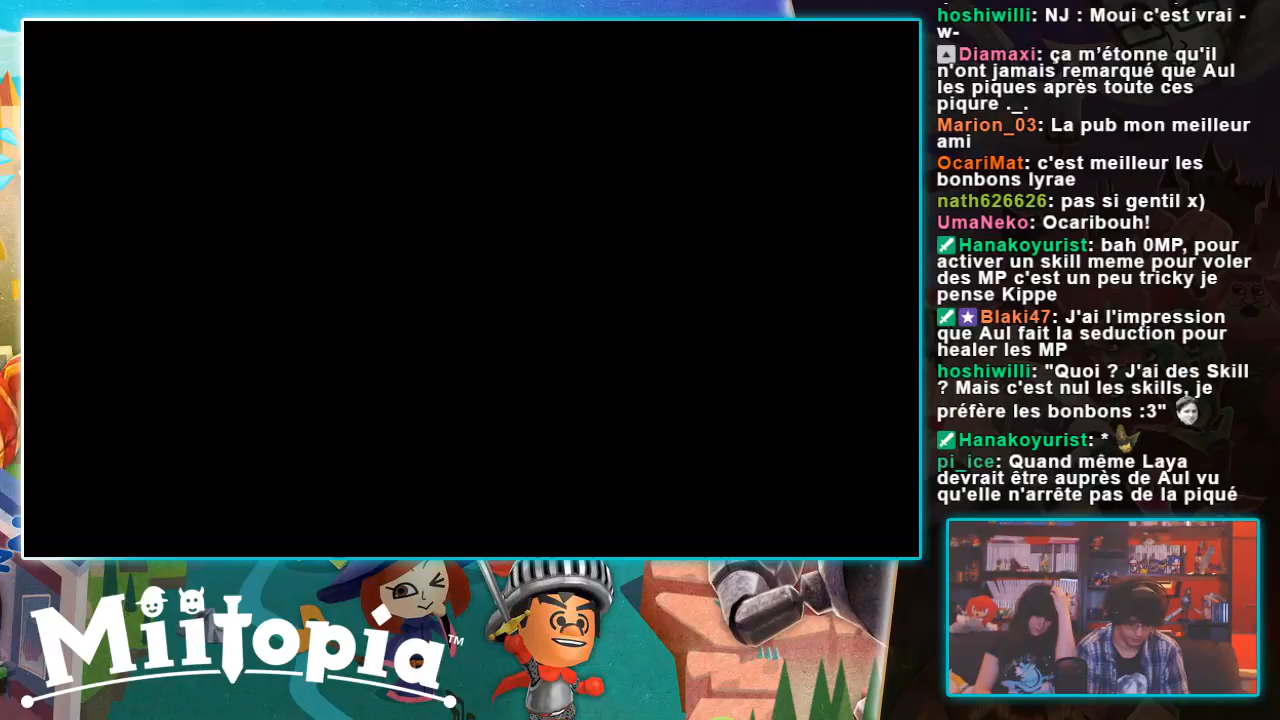 hoshiwilli: NJ : Moui c'est vrai -
w-
Diamaxi: ça m’étonne qu'il
n'ont jamais remarqué que Aul
les piques après toute ces
piqure ._.
Marion_03: La pub mon meilleur
ami
OcariMat: c'est meilleur les
bonbons lyrae
nath626626: pas si gentil x)
UmaNeko: Ocaribouh!
Hanakoyurist: bah 0MP, pour
activer un skill meme pour voler
des MP c'est un peu tricky je
pense Kippe
Blaki47: J'ai l'impression
que Aul fait la seduction pour
healer les MP
hoshiwilli: "Quoi ? J'ai des Skill
? Mais c'est nul les skills, je
préfère les bonbons :3"
Hanakoyurist: *
pi_ice: Quand même Laya
devrait être auprès de Aul vu
qu'elle n'arrête pas de la piqué
Miitopia™